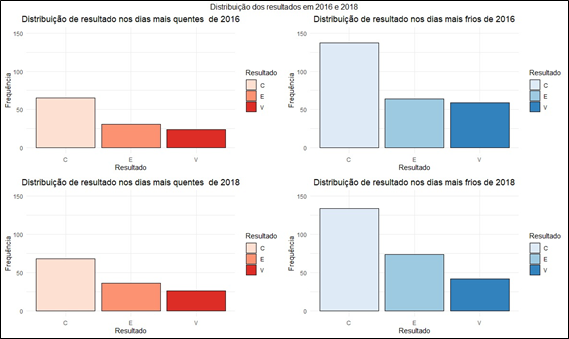 Distribuição dos resultados em 2016 e 2018
Distribuição de resultado nos dias mais quentes  de 2016
150
100
50
0
Frequência
C
E
V
Resultado
Resultado
C
E
V
Distribuição de resultado nos dias mais frios de 2016
150
100
50
0
Frequência
C
E
V
Resultado
Resultado
C
E
V
Distribuição de resultado nos dias mais quentes  de 2018
150
100
50
0
Frequência
C
E
V
Resultado
Resultado
C
E
V
Distribuição de resultado nos dias mais frios de 2018
150
100
50
0
Frequência
C
E
V
Resultado
Resultado
C
E
V